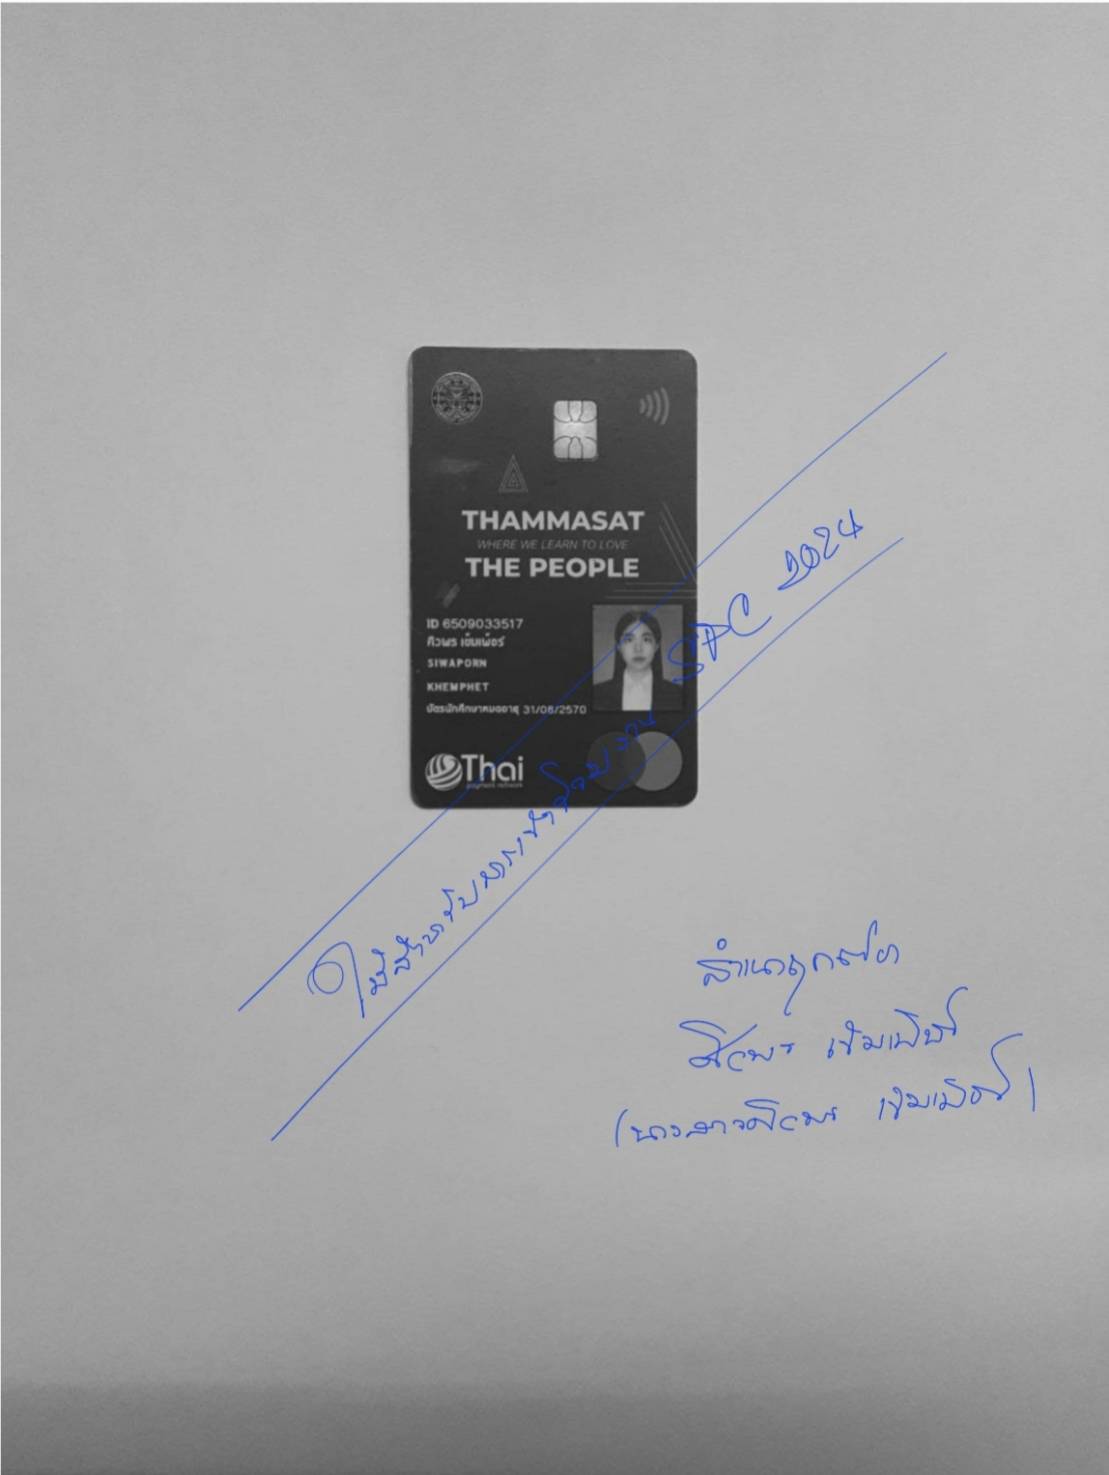 THAMMASAT
WHERE WE LEARN TO LOVE
THE PEOPLE
ID 6509033517
ศิวพร เข็มเพ็ชร์
SIWAPORN
KHEMPHET
บัตรนักศึกษาหมดอายุ 31/08/2570
Thai
payment network
ใช้สำหรับการเข้าร่วมงาน SPC 2024
สำเนาถูกต้อง
ศิวพร เข็มเพ็ชร์
(นางสาวศิวพร เข็มเพ็ชร์)